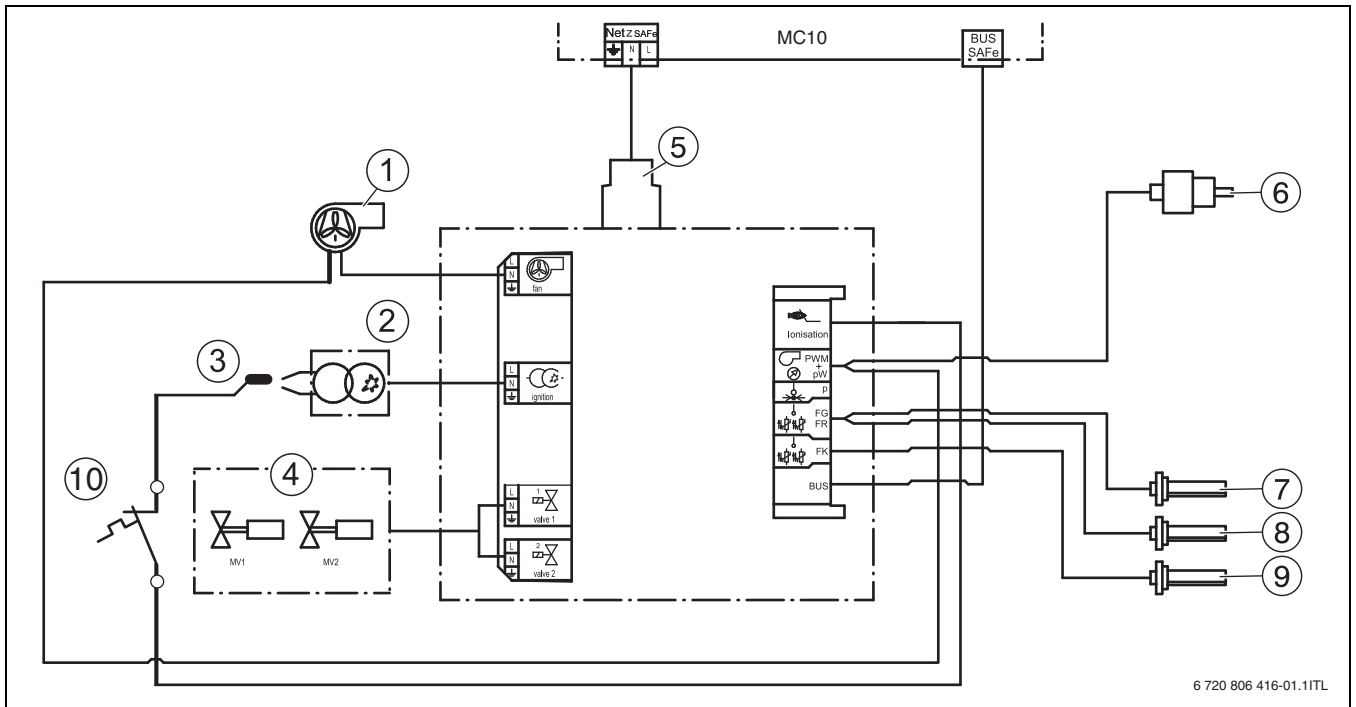 Netz SAFe
N L
MC10
BUS
SAFe
1
5
6
L
N
fan
2
3
Ionisation
PWM
+
pW
p
L
N
ignition
FG
FR
FK
BUS
10
4
MV1
MV2
L
N
1
valve 1
L
N
2
valve 2
7
8
9
6 720 806 416-01.1ITL